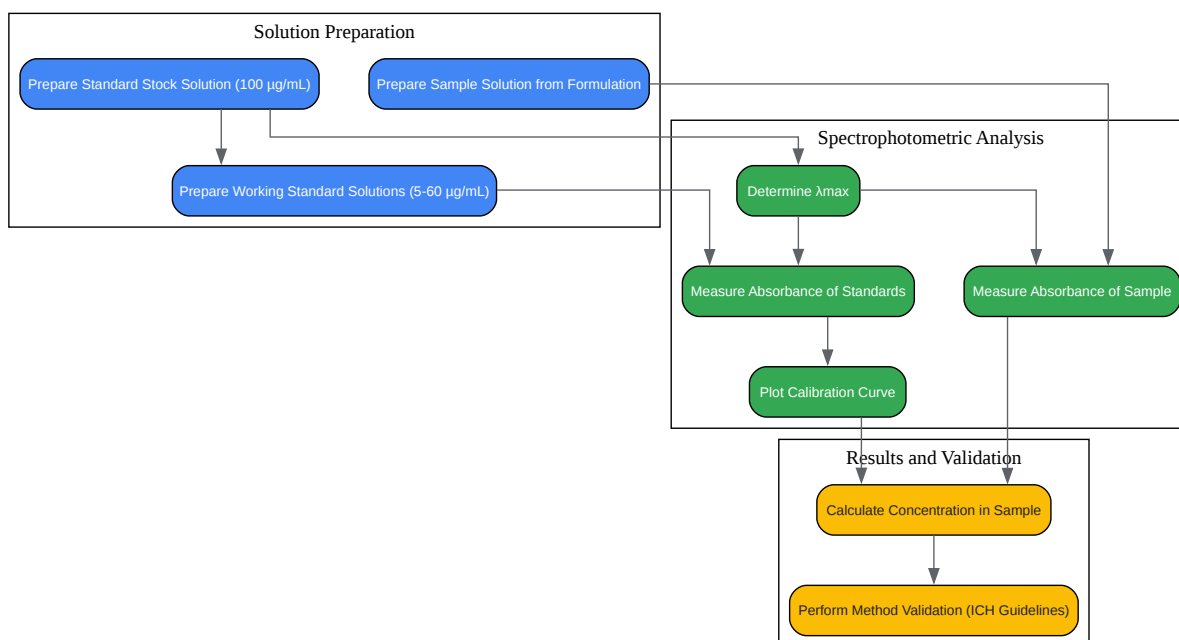 Solution Preparation
Prepare Standard Stock Solution (100 µg/mL)
Prepare Sample Solution from Formulation
Prepare Working Standard Solutions (5-60 µg/mL)
Spectrophotometric Analysis
Determine λmax
Measure Absorbance of Standards
Measure Absorbance of Sample
Plot Calibration Curve
Results and Validation
Calculate Concentration in Sample
Perform Method Validation (ICH Guidelines)